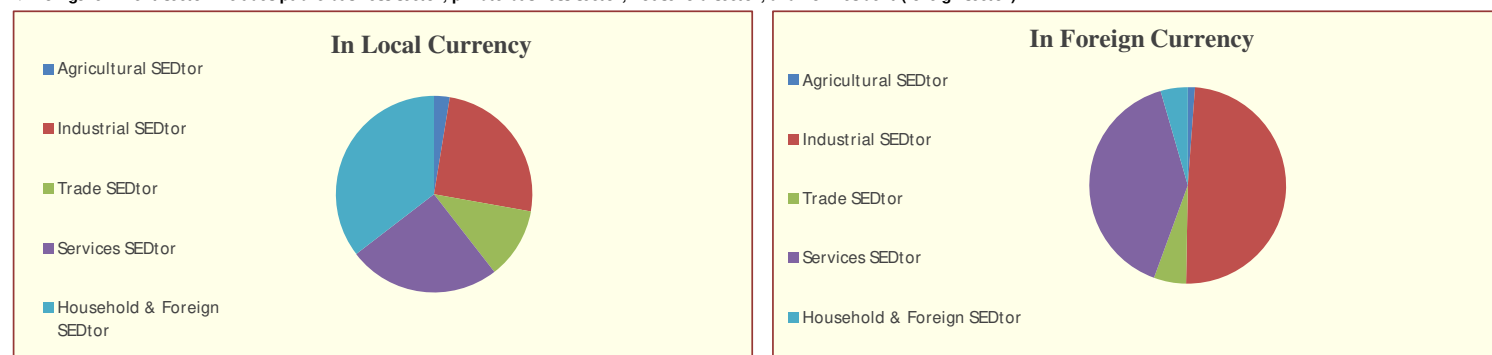 In Local Currency
Agricultural SEDtor
Industrial SEDtor
Trade SEDtor
Services SEDtor
Household & Foreign
SEDtor
In Foreign Currency
Agricultural SEDtor
Industrial SEDtor
Trade SEDtor
Services SEDtor
Household & Foreign SEDtor